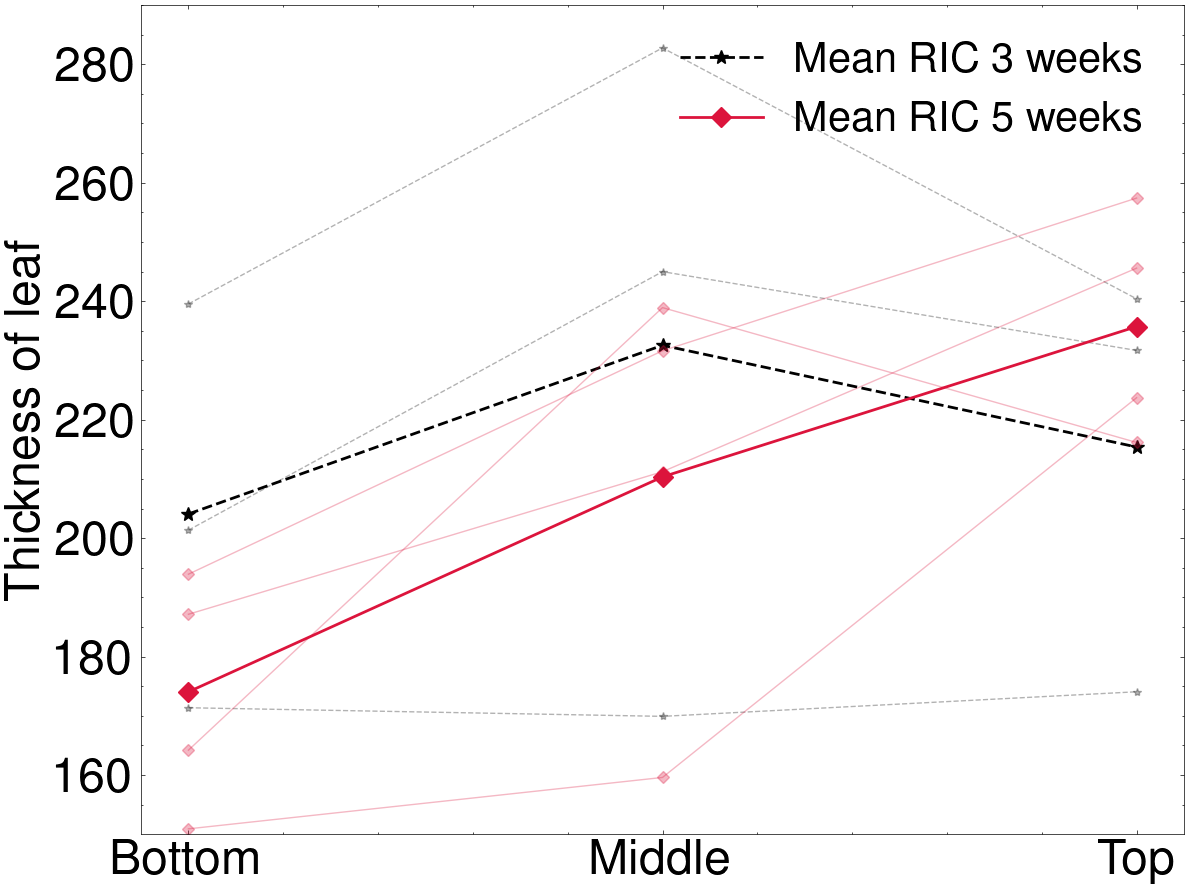 280
260
240
220
200
180
160
Thickness of leaf
Mean RIC 3 weeks
Mean RIC 5 weeks
Bottom Middle Top